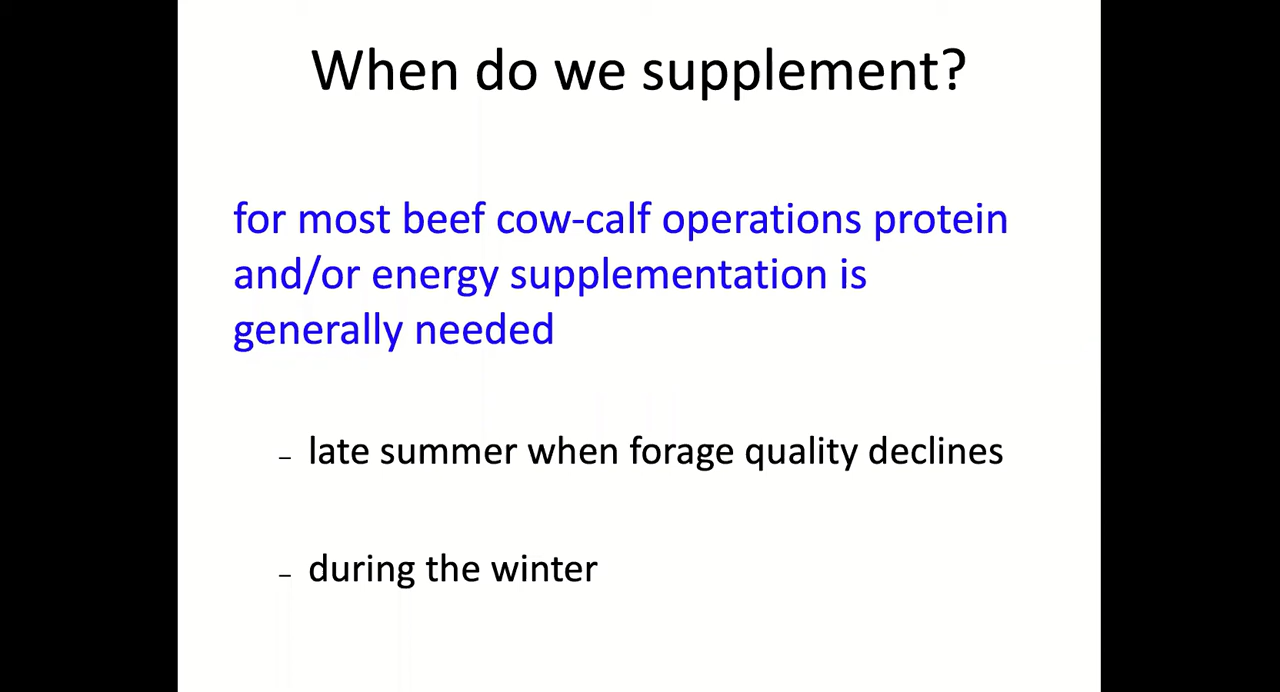 When do we supplement?
for most beef cow-calf operations protein
and/or energy supplementation is
generally needed
– late summer when forage quality declines
– during the winter